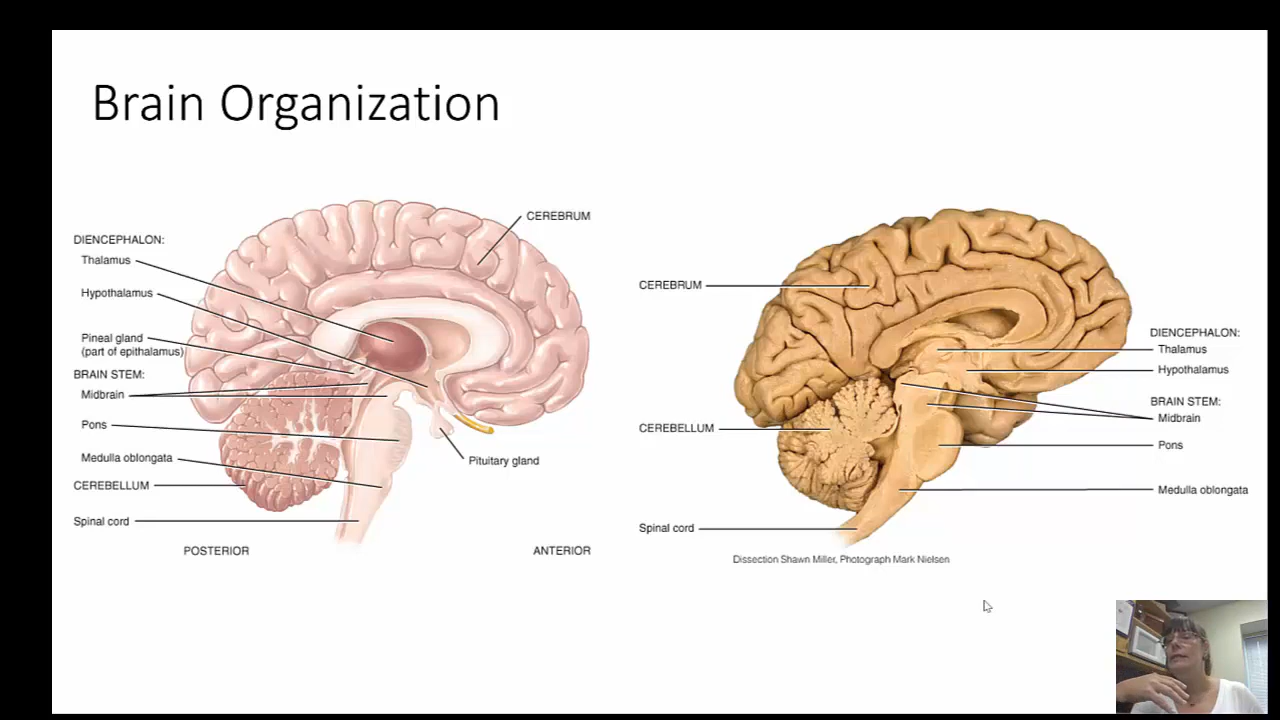 Brain Organization
CEREBRUM
DIENCEPHALON:
Thalamus
Hypothalamus
Pineal gland
(part of epithalamus)
BRAIN STEM:
Midbrain
Pons
Medulla oblongata
CEREBELLUM
Spinal cord
Pituitary gland
POSTERIOR
ANTERIOR
CEREBRUM
CEREBELLUM
Spinal cord
DIENCEPHALON:
Thalamus
Hypothalamus
BRAIN STEM:
Midbrain
Pons
Medulla oblongata
Dissection Shawn Miller, Photograph Mark Nielsen